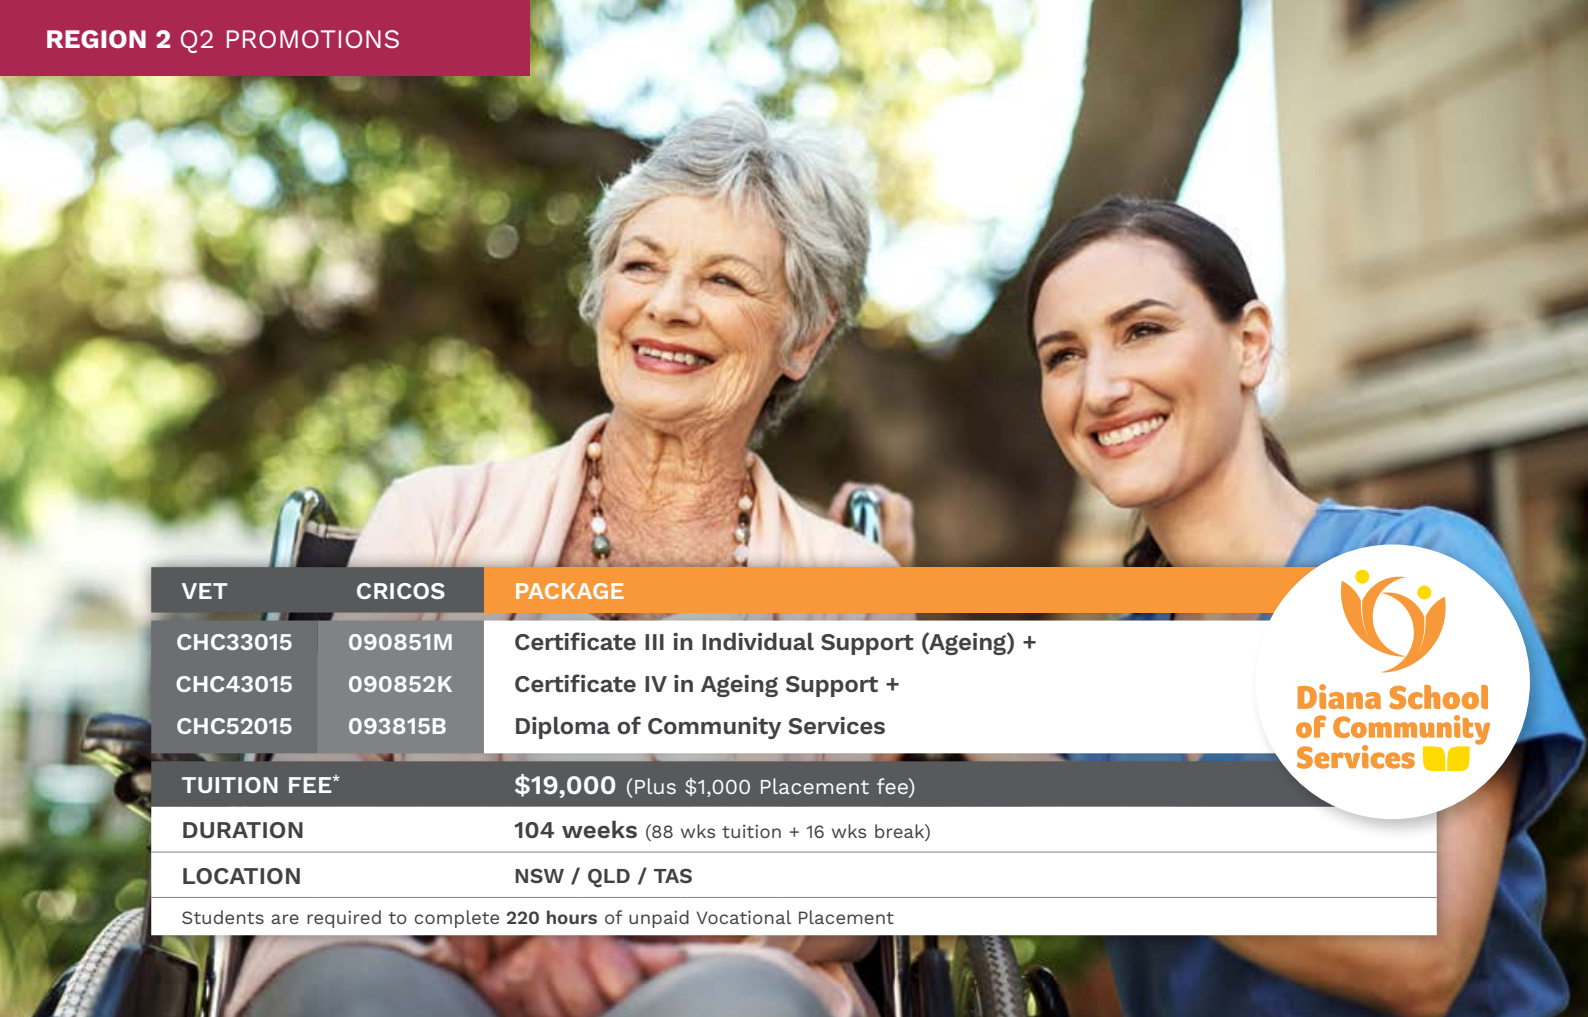 REGION 2 Q2 PROMOTIONS
VET CRICOS PACKAGE
CHC33015 090851M Certificate III in Individual Support (Ageing) +
CHC43015 090852K Certificate IV in Ageing Support +
CHC52015 093815B Diploma of Community Services
Diana School
of Community
Services
TUITION FEE* $19,000 (Plus $1,000 Placement fee)
DURATION 104 weeks (88 wks tuition + 16 wks break)
LOCATION NSW / QLD / TAS
Students are required to complete 220 hours of unpaid Vocational Placement